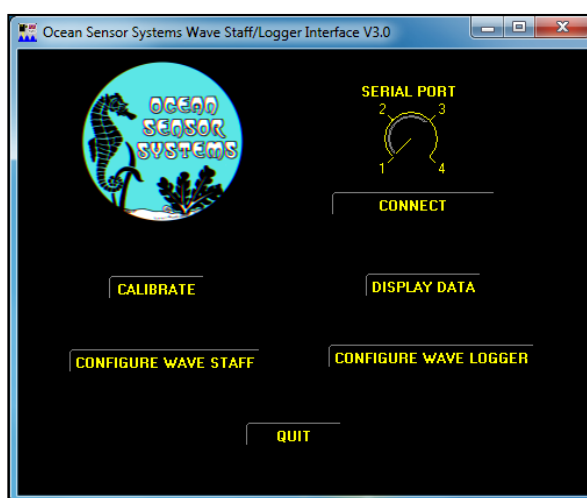 Ocean Sensor Systems Wave Staff/Logger Interface V3.0
OCEAN
SENSOR
SYSTEMS
SERIAL PORT
2 3
1 4
CONNECT
CALIBRATE
DISPLAY DATA
CONFIGURE WAVE STAFF
CONFIGURE WAVE LOGGER
QUIT